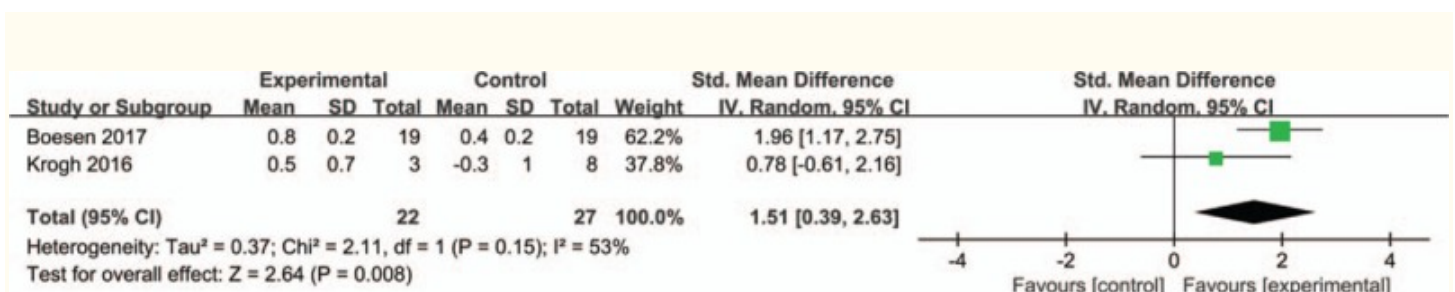 Experimental Control Std. Mean Difference Std. Mean Difference
Study or Subgroup Mean SD Total Mean SD Total Weight IV. Random. 95% CI IV. Random. 95% CI
Boesen 2017 0.8 0.2 19 0.4 0.2 19 62.2% 1.96 [1.17, 2.75]
Krogh 2016 0.5 0.7 3 -0.3 1 8 37.8% 0.78 [-0.61, 2.16]
Total (95% CI) 22 27 100.0% 1.51 [0.39, 2.63]
Heterogeneity: Tau² = 0.37; Chi² = 2.11, df = 1 (P = 0.15); I² = 53%
Test for overall effect: Z = 2.64 (P = 0.008)
-4 -2 0 2 4
Favours [control] Favours [experimental]